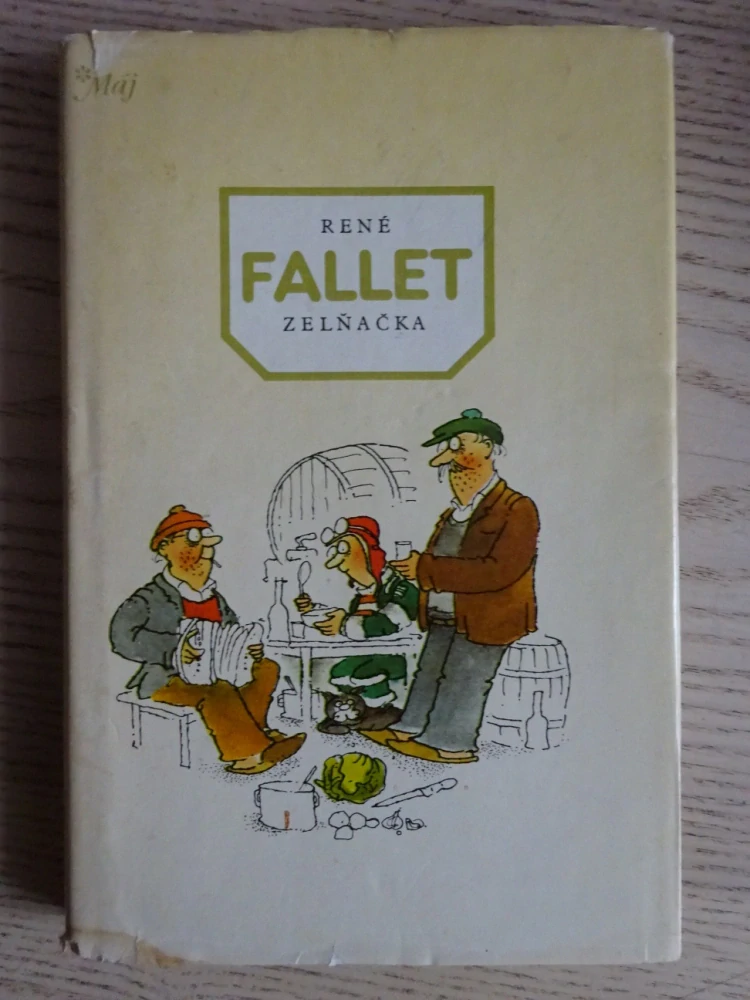 *Máj
RENÉ
FALLET
ZELŇAČKA